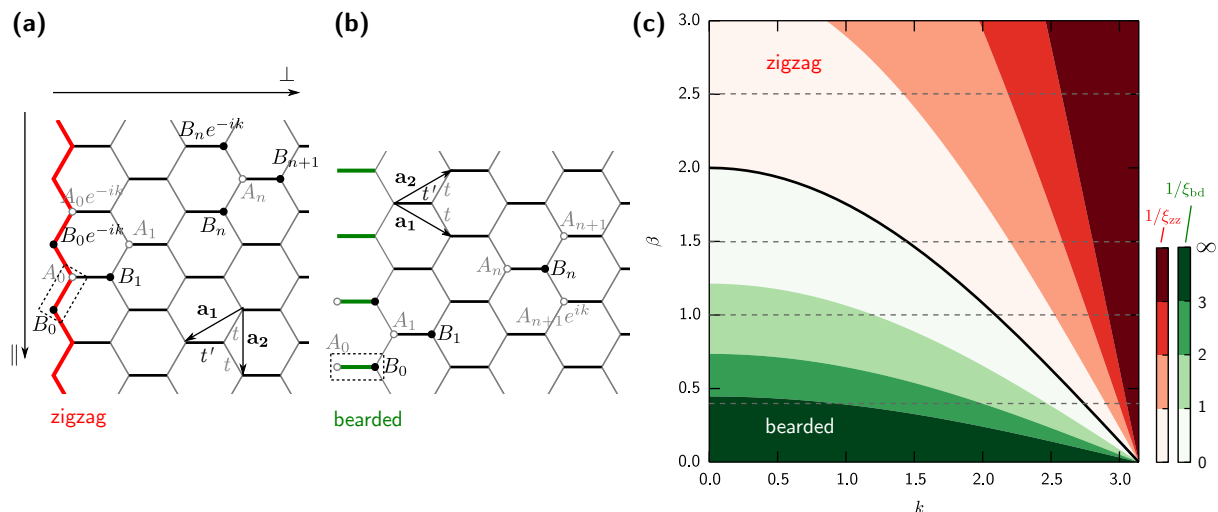 (a)
⊥
∥
B_n e^{-ik}
B_{n+1}
A_n
A_0 e^{-ik}
B_n
B_0 e^{-ik}
A_1
A_0
B_1
B_0
a_1
t
a_2
t'
t
zigzag
(b)
a_2
t'
t
a_1
t
A_{n+1}
A_n
B_n
A_{n+1} e^{ik}
A_1
B_1
A_0
B_0
bearded
(c)
3.0
2.5
2.0
1.5
1.0
0.5
0.0
β
zigzag
bearded
0.0
0.5
1.0
1.5
2.0
2.5
3.0
k
1/ξ_zz
1/ξ_bd
∞
3
2
1
0